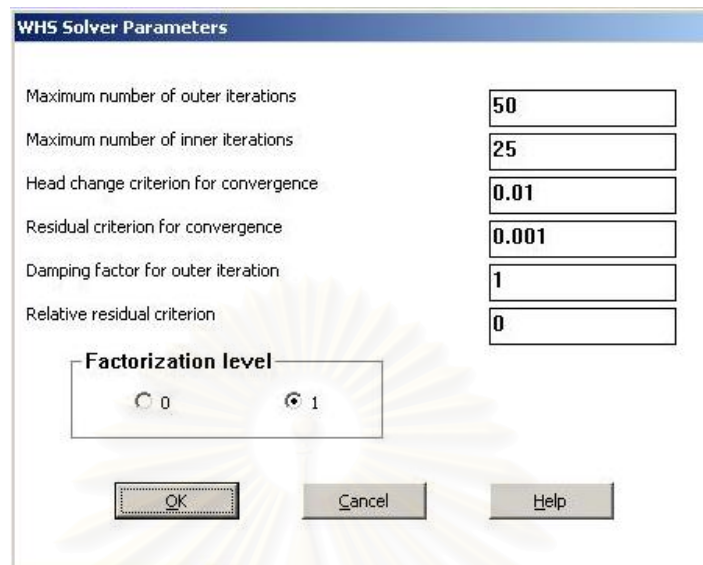 WHS Solver Parameters
Maximum number of outer iterations 50
Maximum number of inner iterations 25
Head change criterion for convergence 0.01
Residual criterion for convergence 0.001
Damping factor for outer iteration 1
Relative residual criterion 0
Factorization level
0 1
OK Cancel Help